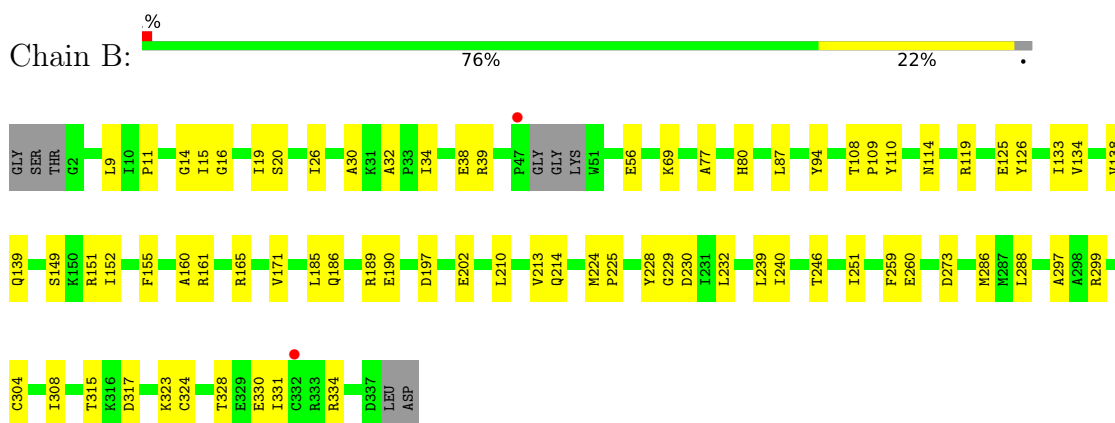 .%
Chain B:
76% 22% •
GLY SER THR G2 L9 I10 P11 G14 I15 G16 I19 S20 I26 A30 K31 A32 P33 I34 E38 R39 P47 GLY GLY LYS W51 E56 K69 A77 H80 L87 Y94 T108 P109 Y110 N114 R119 E125 Y126 I133 V134 V138
Q139 S149 K150 R151 I152 F155 A160 R161 R165 V171 L185 Q186 R189 E190 D197 E202 L210 V213 Q214 M224 P225 Y228 G229 D230 I231 L232 L239 I240 T246 I251 F259 E260 D273 M286 M287 L288 A297 A298 R299
C304 I308 T315 K316 D317 K323 C324 T328 E329 E330 I331 C332 R333 R334 D337 LEU ASP